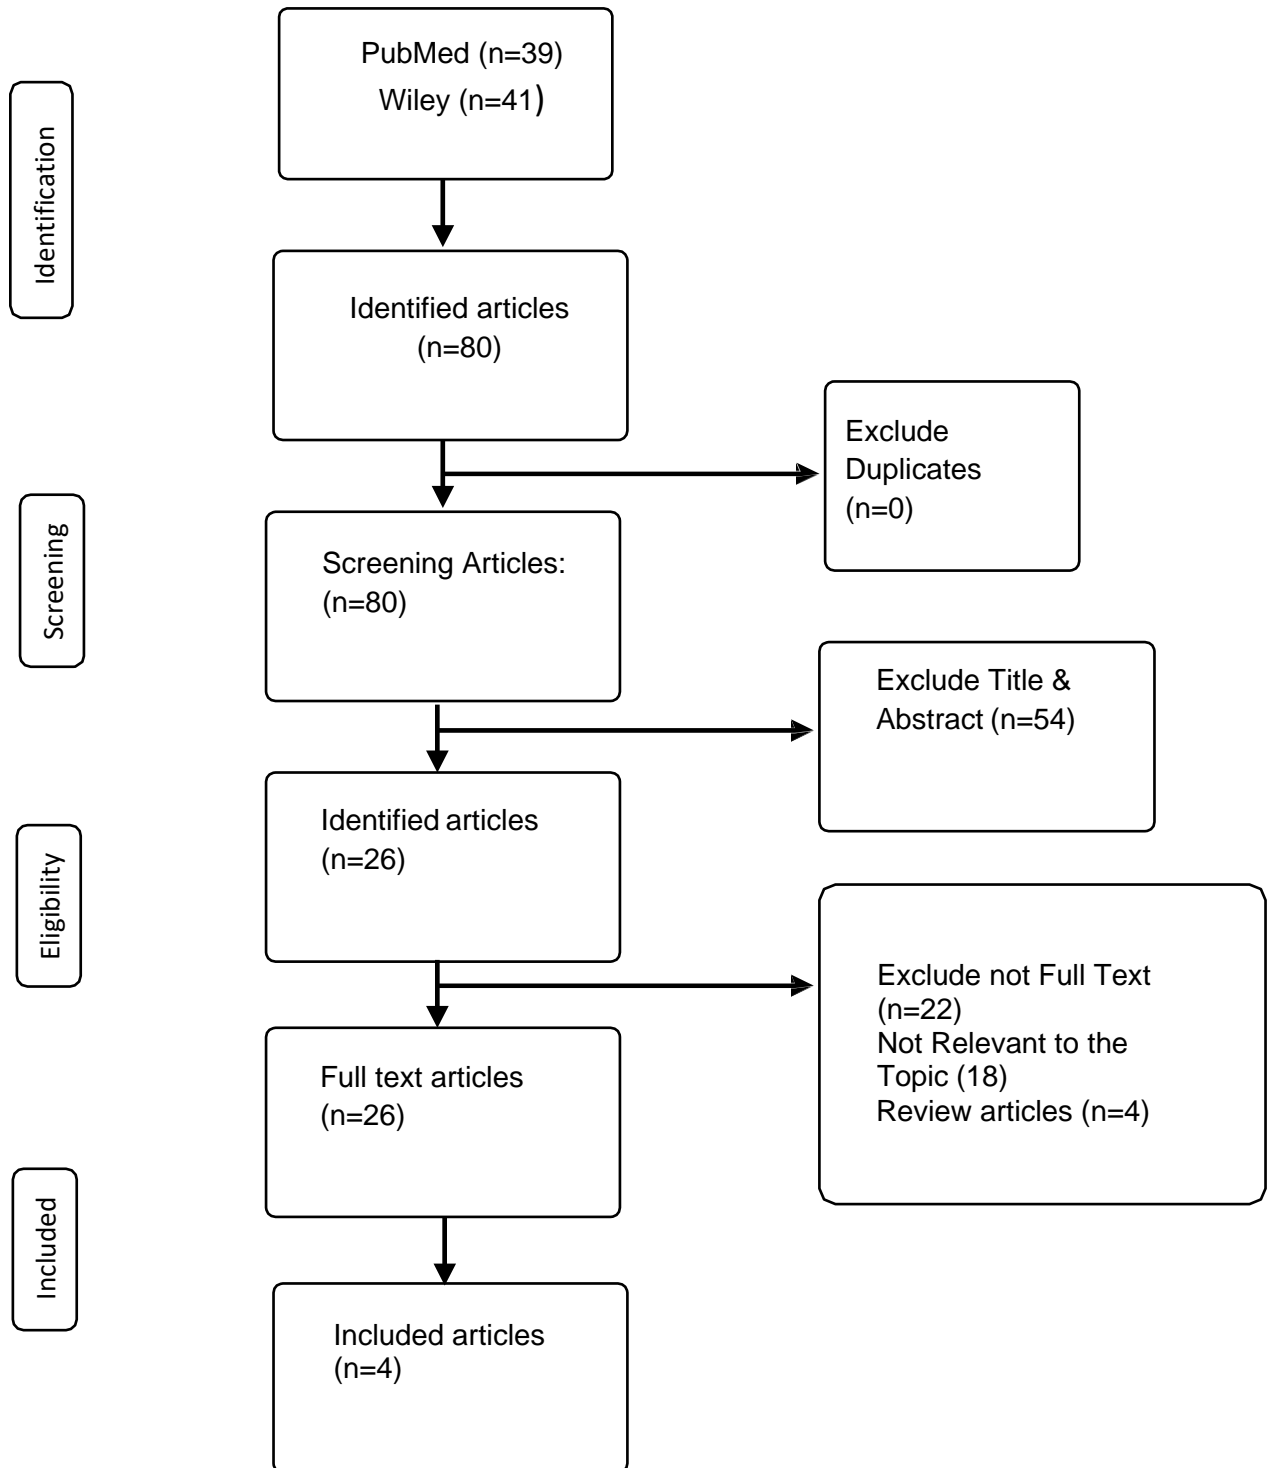 PubMed (n=39)
Wiley (n=41)
Identification
Identified articles
(n=80)
Exclude
Duplicates
(n=0)
Screening
Screening Articles:
(n=80)
Exclude Title &
Abstract (n=54)
Identified articles
(n=26)
Eligibility
Exclude not Full Text
(n=22)
Not Relevant to the
Topic (18)
Review articles (n=4)
Full text articles
(n=26)
Included
Included articles
(n=4)